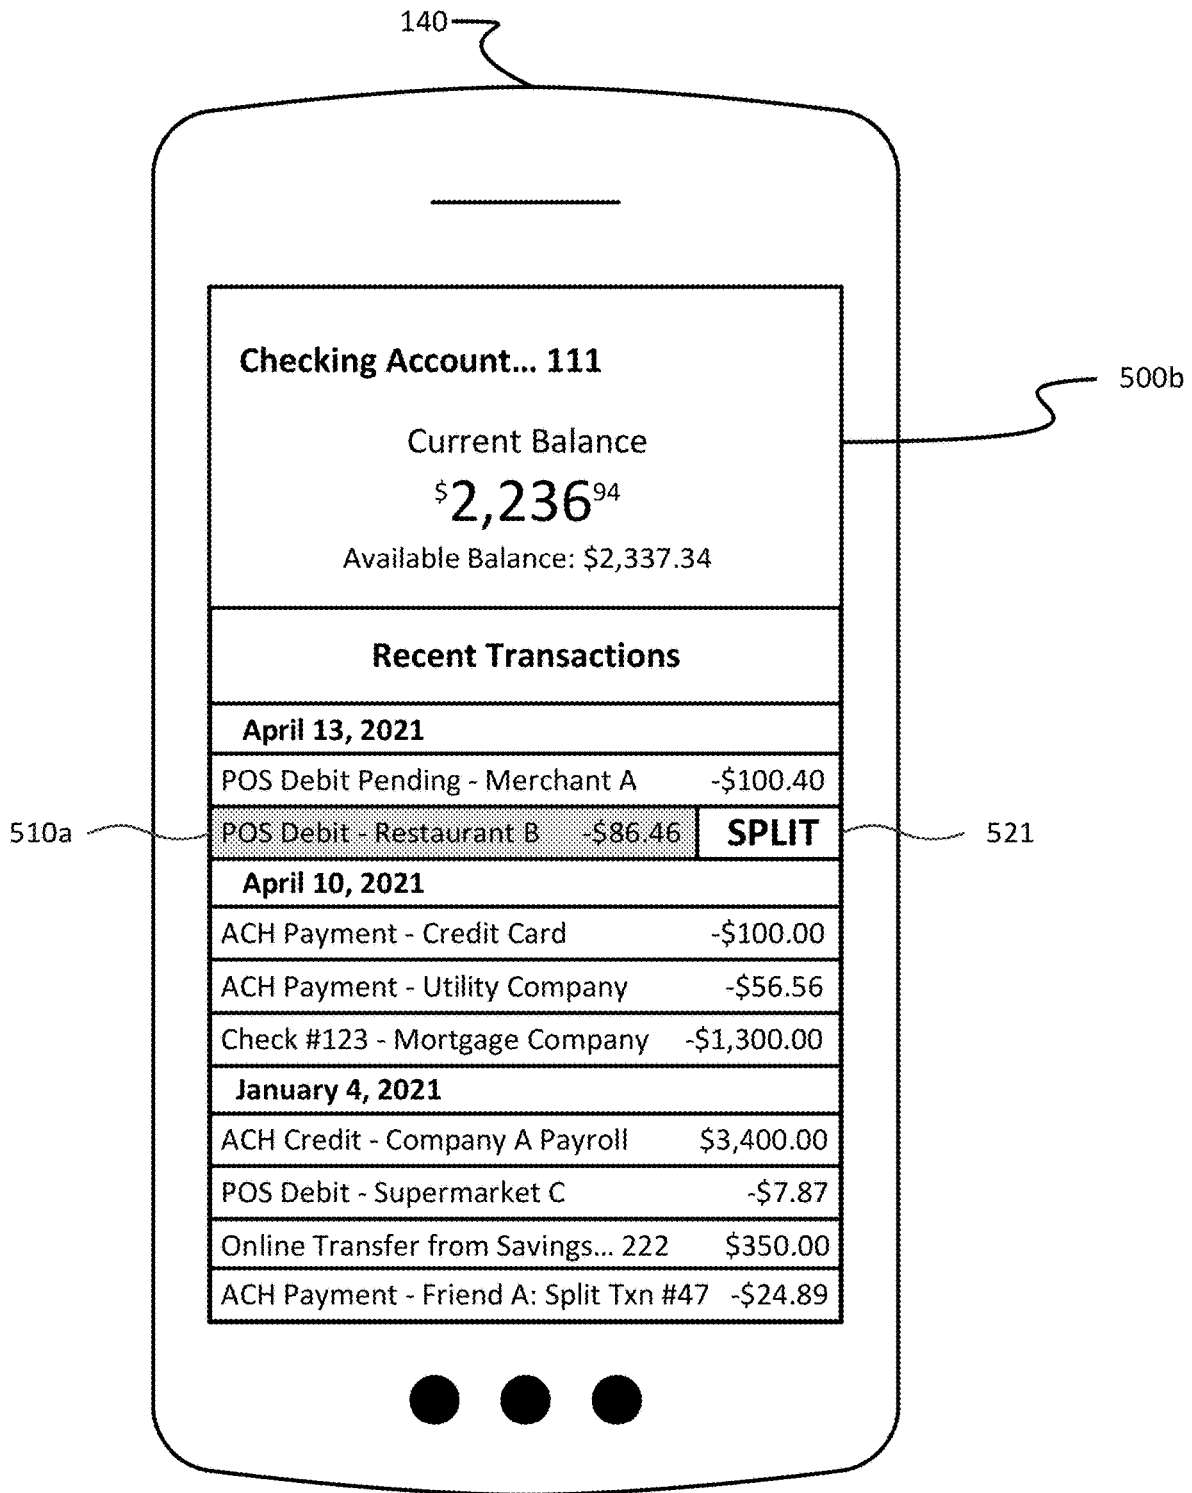 140
Checking Account... 111
500b
Current Balance
$2,23694
Available Balance: $2,337.34
Recent Transactions
April 13, 2021
POS Debit Pending - Merchant A -$100.40
510a POS Debit - Restaurant B -$86.46 SPLIT 521
April 10, 2021
ACH Payment - Credit Card -$100.00
ACH Payment - Utility Company -$56.56
Check #123 - Mortgage Company -$1,300.00
January 4, 2021
ACH Credit - Company A Payroll $3,400.00
POS Debit - Supermarket C -$7.87
Online Transfer from Savings... 222 $350.00
ACH Payment - Friend A: Split Txn #47 -$24.89